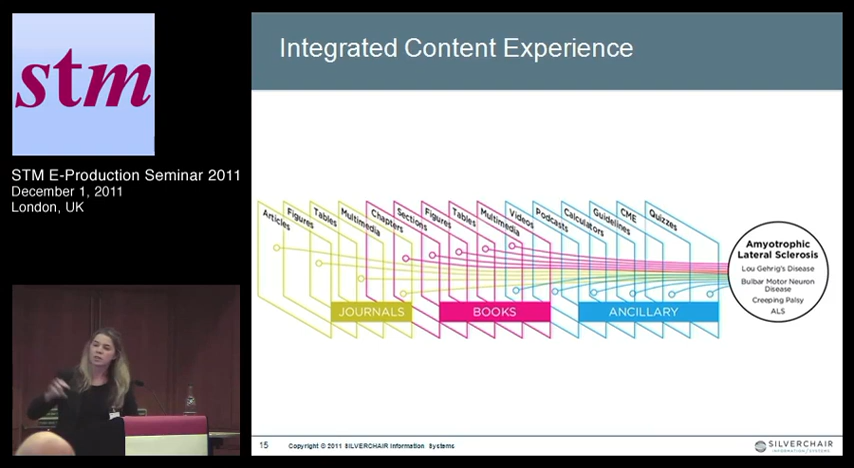 stm
STM E-Production Seminar 2011
December 1, 2011
London, UK
Integrated Content Experience
Articles
Figures
Tables
Multimedia
Chapters
Sections
Figures
Tables
Multimedia
Videos
Podcasts
Calculators
Guidelines
CME
Quizzes
JOURNALS
BOOKS
ANCILLARY
Amyotrophic
Lateral Sclerosis
Lou Gehrig's Disease
Bulbar Motor Neuron
Disease
Creeping Palsy
ALS
15
Copyright © 2011 SILVERCHAIR Information Systems
SILVERCHAIR
INFORMATION/SYSTEMS